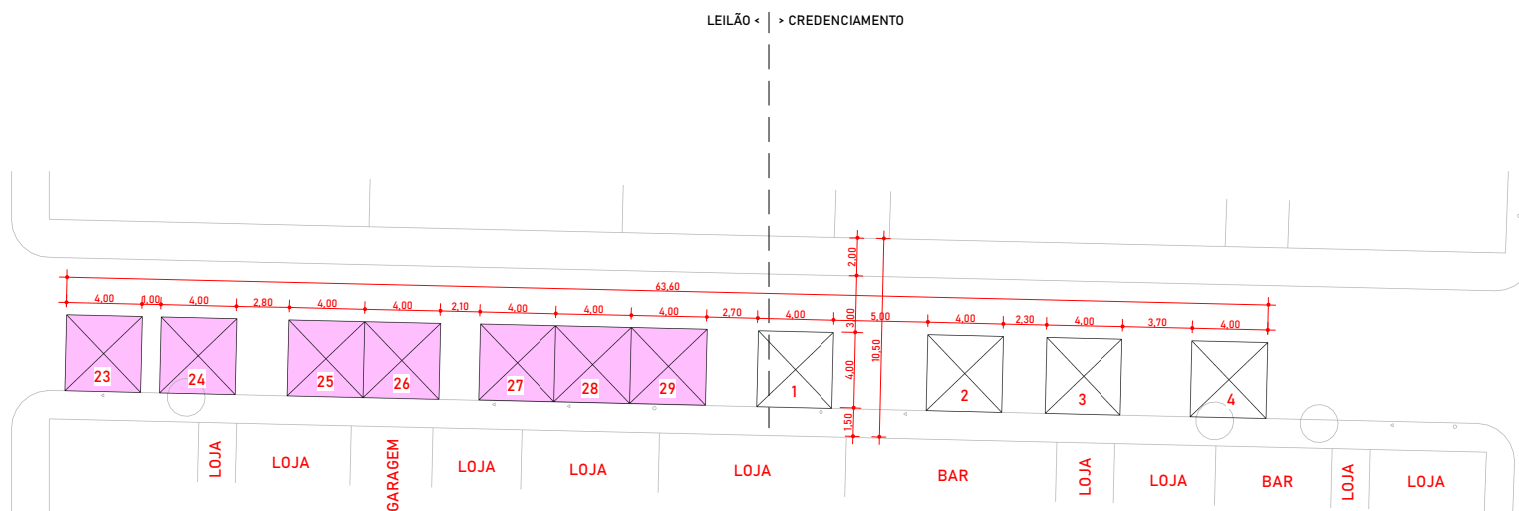 LEILÃO < > CREDENCIAMENTO
2,00
63,60
4,00 1,00 4,00 2,80 4,00 4,00 2,10 4,00 4,00 4,00 2,70 4,00 3,00 5,00 4,00 2,30 4,00 3,70 4,00
10,50
4,00
23 24 25 26 27 28 29 1 2 3 4
1,50
LOJA LOJA GARAGEM LOJA LOJA LOJA BAR LOJA LOJA BAR LOJA LOJA